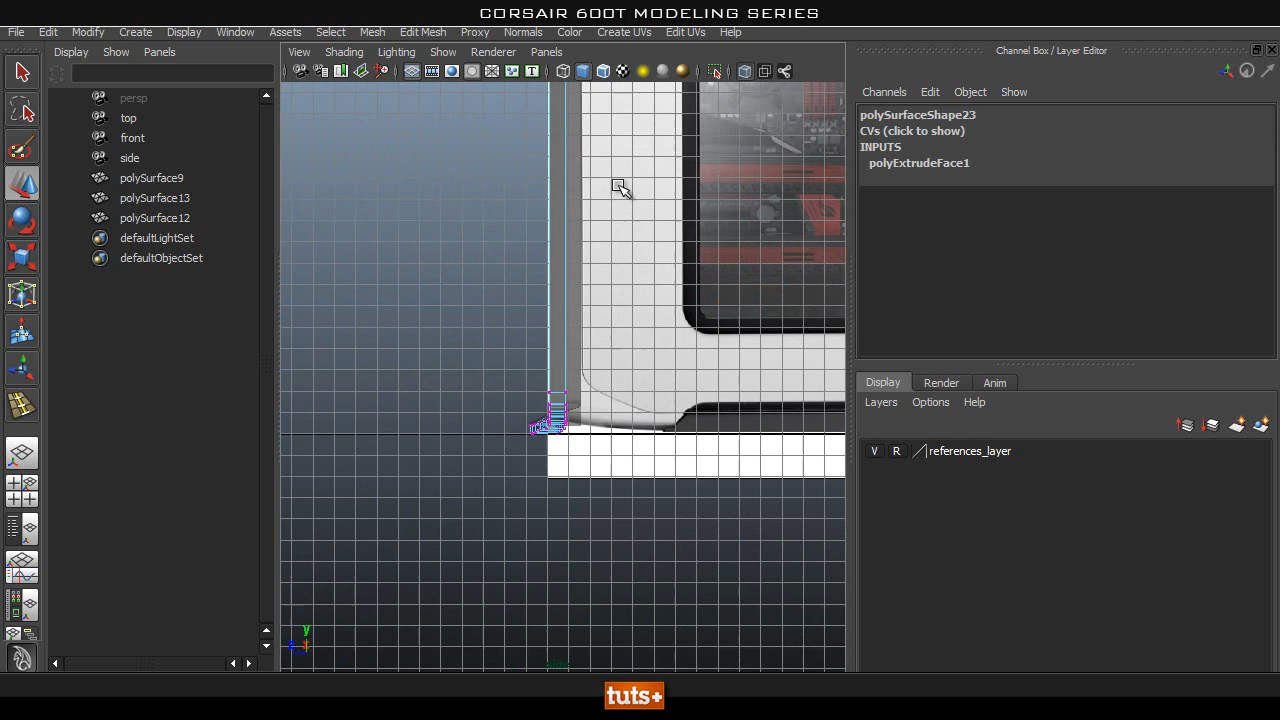 CORSAIR 600T MODELING SERIES
File Edit Modify Create Display Window Assets Select Mesh Edit Mesh Proxy Normals Color Create UVs Edit UVs Help
Display Show Panels
View Shading Lighting Show Renderer Panels
Channel Box / Layer Editor
Channels Edit Object Show
persp
top
front
side
polySurface9
polySurface13
polySurface12
defaultLightSet
defaultObjectSet
polySurfaceShape23
CVs (click to show)
INPUTS
polyExtrudeFace1
Display Render Anim
Layers Options Help
V R references_layer
y
tuts+